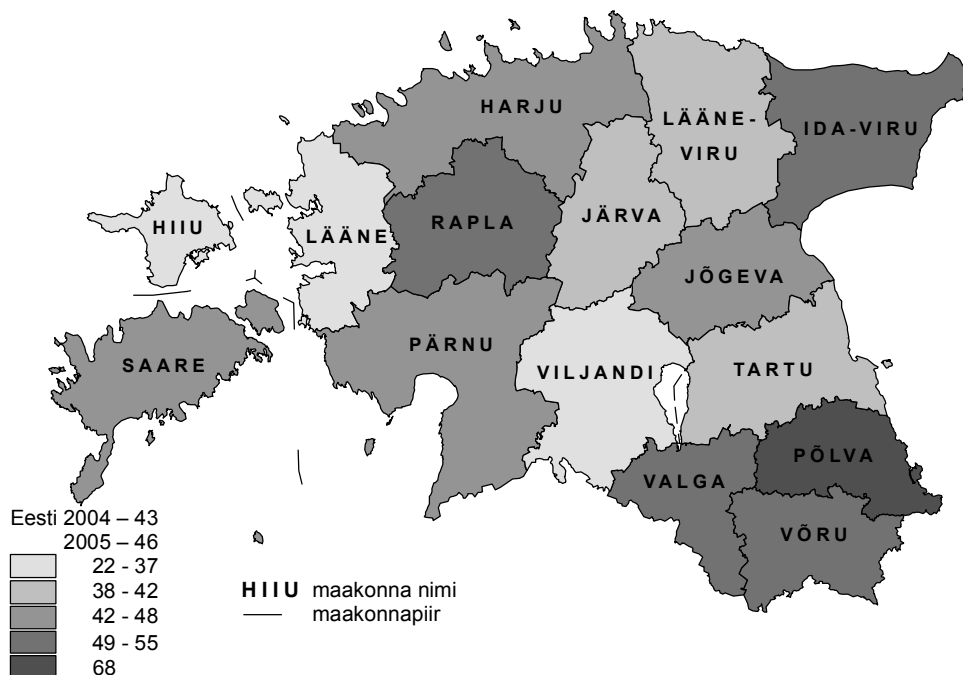 HARJU
LÄÄNE-
VIRU
IDA-VIRU
HIIU
LÄÄNE
RAPLA
JÄRVA
JÕGEVA
SAARE
PÄRNU
VILJANDI
TARTU
VALGA
PÕLVA
VÕRU
Eesti 2004 – 43
2005 – 46
22 - 37
38 - 42
42 - 48
49 - 55
68
HIIU maakonna nimi
maakonnapiir